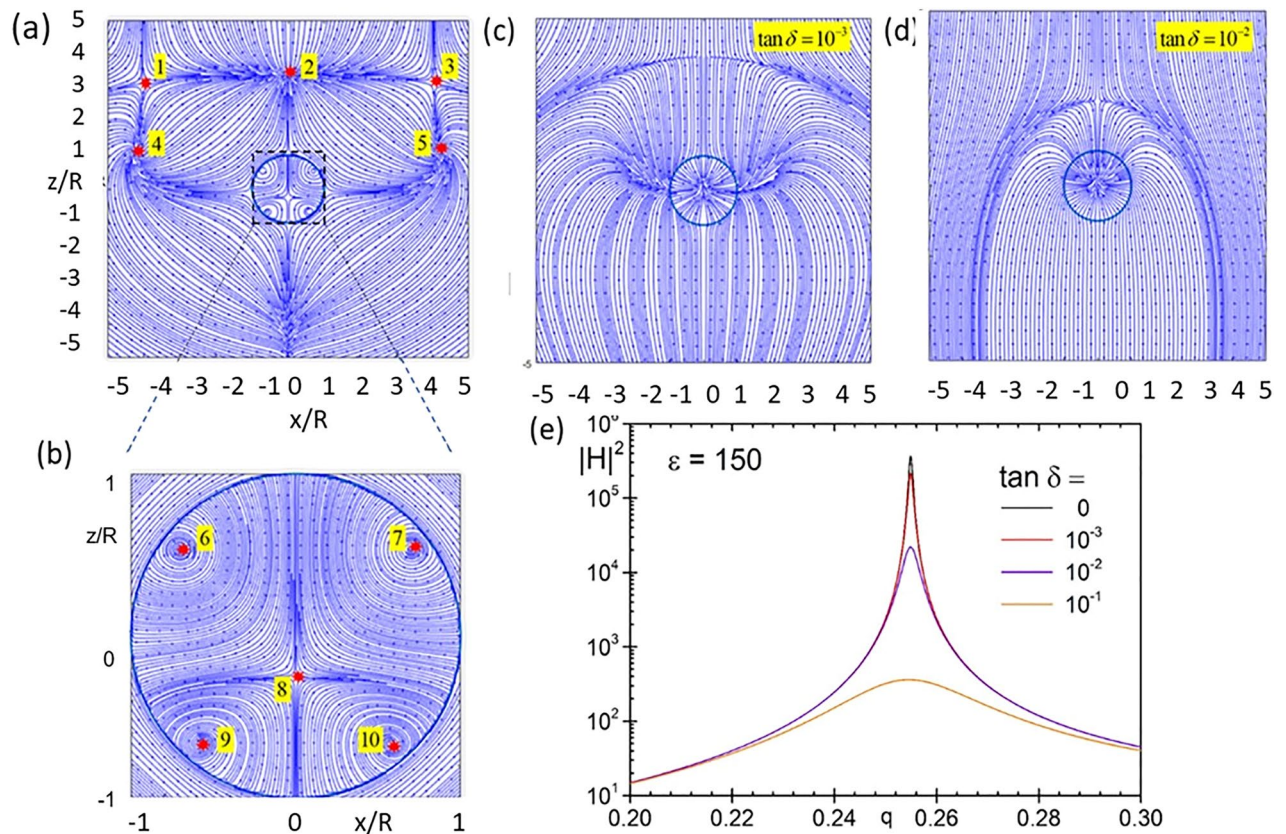 (a)
5
4
3
2
1
z/R
-1
-2
-3
-4
-5
1
2
3
4
5
-5 -4 -3 -2 -1 0 1 2 3 4 5
x/R
(c)
tan δ = 10⁻³
-5
-5 -4 -3 -2 -1 0 1 2 3 4 5
(d)
tan δ = 10⁻²
-5 -4 -3 -2 -1 0 1 2 3 4 5
(b)
1
z/R
0
-1
6
7
8
9
10
-1 0 x/R 1
(e)
|H|²
ε = 150
tan δ =
0
10⁻³
10⁻²
10⁻¹
10⁶
10⁵
10⁴
10³
10²
10¹
0.20 0.22 0.24 q 0.26 0.28 0.30